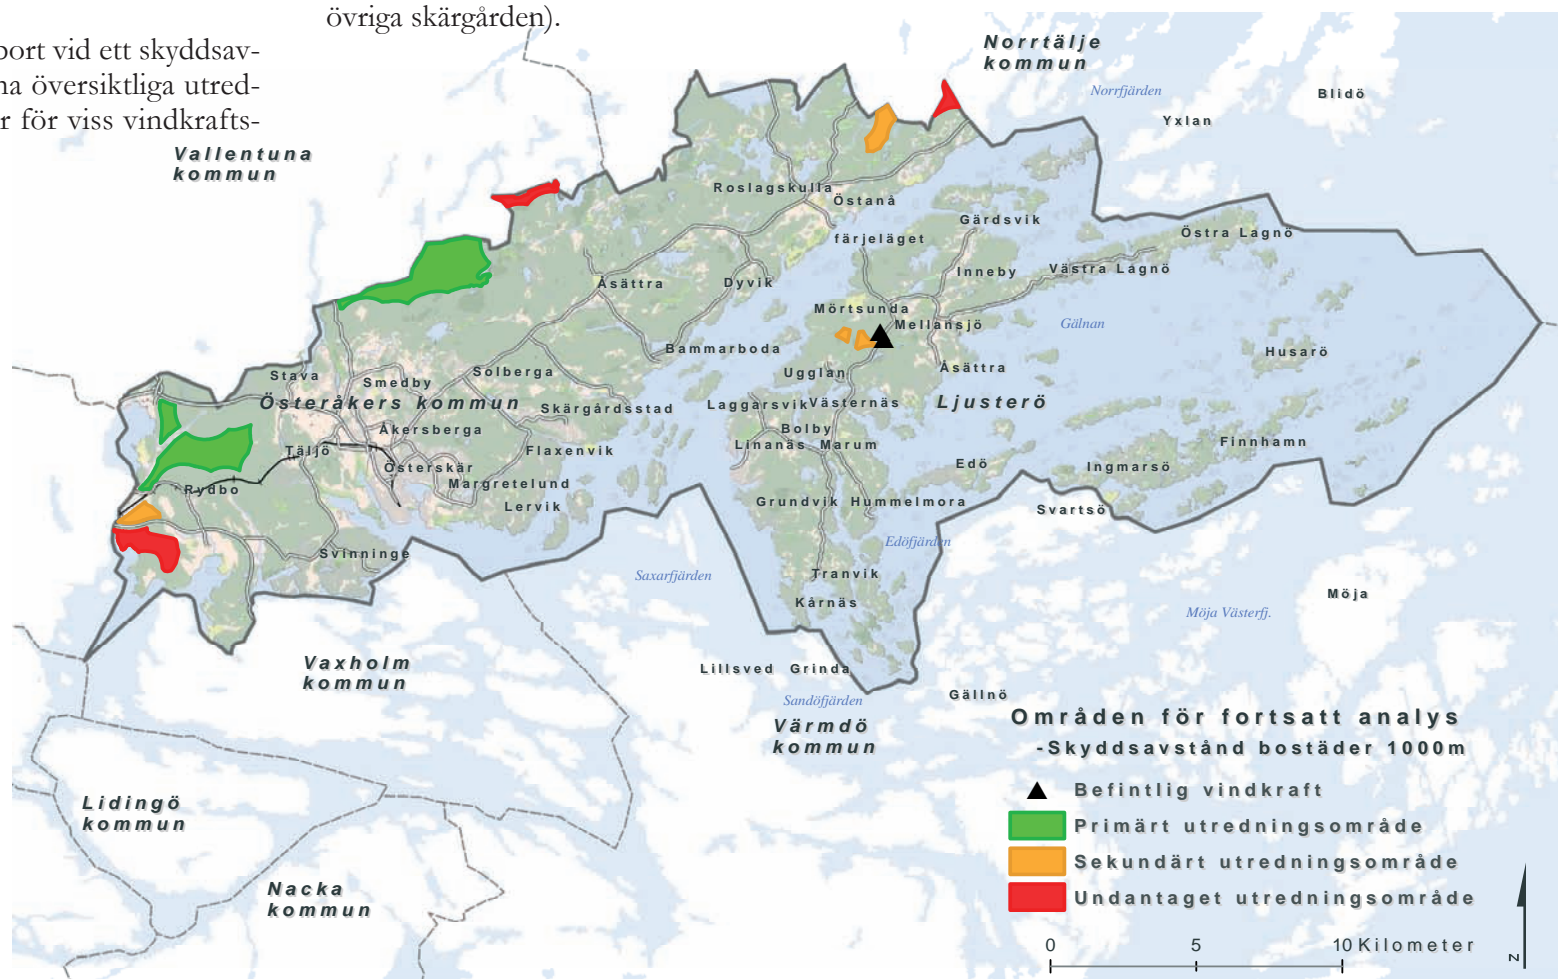 övriga skärgården).
port vid ett skyddsav-
na översiktliga utred-
r för viss vindkrafts-
Norrtälje
kommun
Norrfjärden
Blidö
Yxlan
Vallentuna
kommun
Roslagskulla
Östanå
färjeläget
Gärdsvik
Östra Lagnö
Inneby
Västra Lagnö
Åsättra
Dyvik
Mörtsunda
Mellansjö
Gälnan
Husarö
Bammarboda
Ugglan
Åsättra
Stava
Smedby
Solberga
Österåkers kommun
Skärgårdsstad
Laggarsvik
Västernäs
Ljusterö
Åkersberga
Bolby
Linanäs
Marum
Finnhamn
Täljö
Flaxenvik
Österskär
Edö
Ingmarsö
Rydbo
Margretelund
Lervik
Grundvik
Hummelmora
Svartsö
Svinninge
Edöfjärden
Saxarfjärden
Tranvik
Kårnäs
Möja
Möja Västerfj.
Vaxholm
kommun
Lillsved
Grinda
Sandöfjärden
Gällnö
Värmdö
kommun
Områden för fortsatt analys
-Skyddsavstånd bostäder 1000m
Befintlig vindkraft
Primärt utredningsområde
Sekundärt utredningsområde
Undantaget utredningsområde
Lidingö
kommun
Nacka
kommun
0 5 10 Kilometer
N